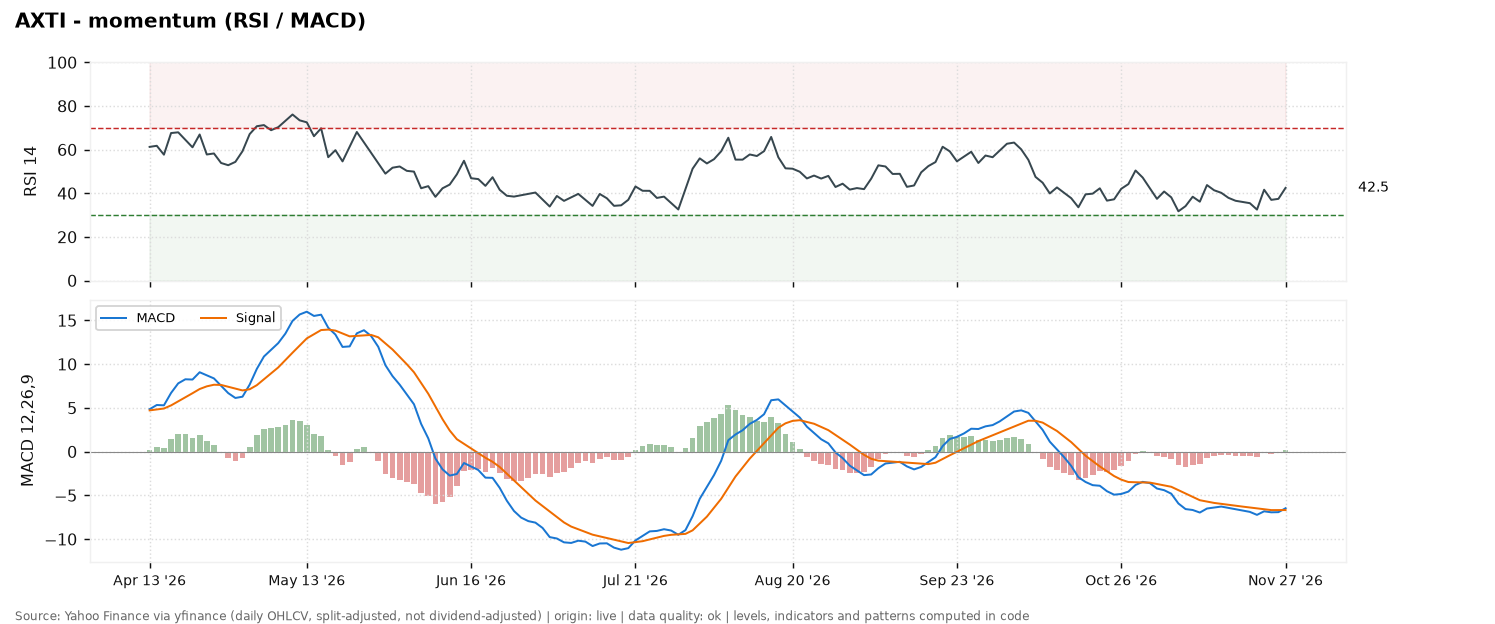 AXTI - momentum (RSI / MACD)
100
80
60
40
20
0
RSI 14
42.5
MACD
Signal
15
10
5
0
−5
−10
MACD 12,26,9
Apr 13 '26
May 13 '26
Jun 16 '26
Jul 21 '26
Aug 20 '26
Sep 23 '26
Oct 26 '26
Nov 27 '26
Source: Yahoo Finance via yfinance (daily OHLCV, split-adjusted, not dividend-adjusted) | origin: live | data quality: ok | levels, indicators and patterns computed in code